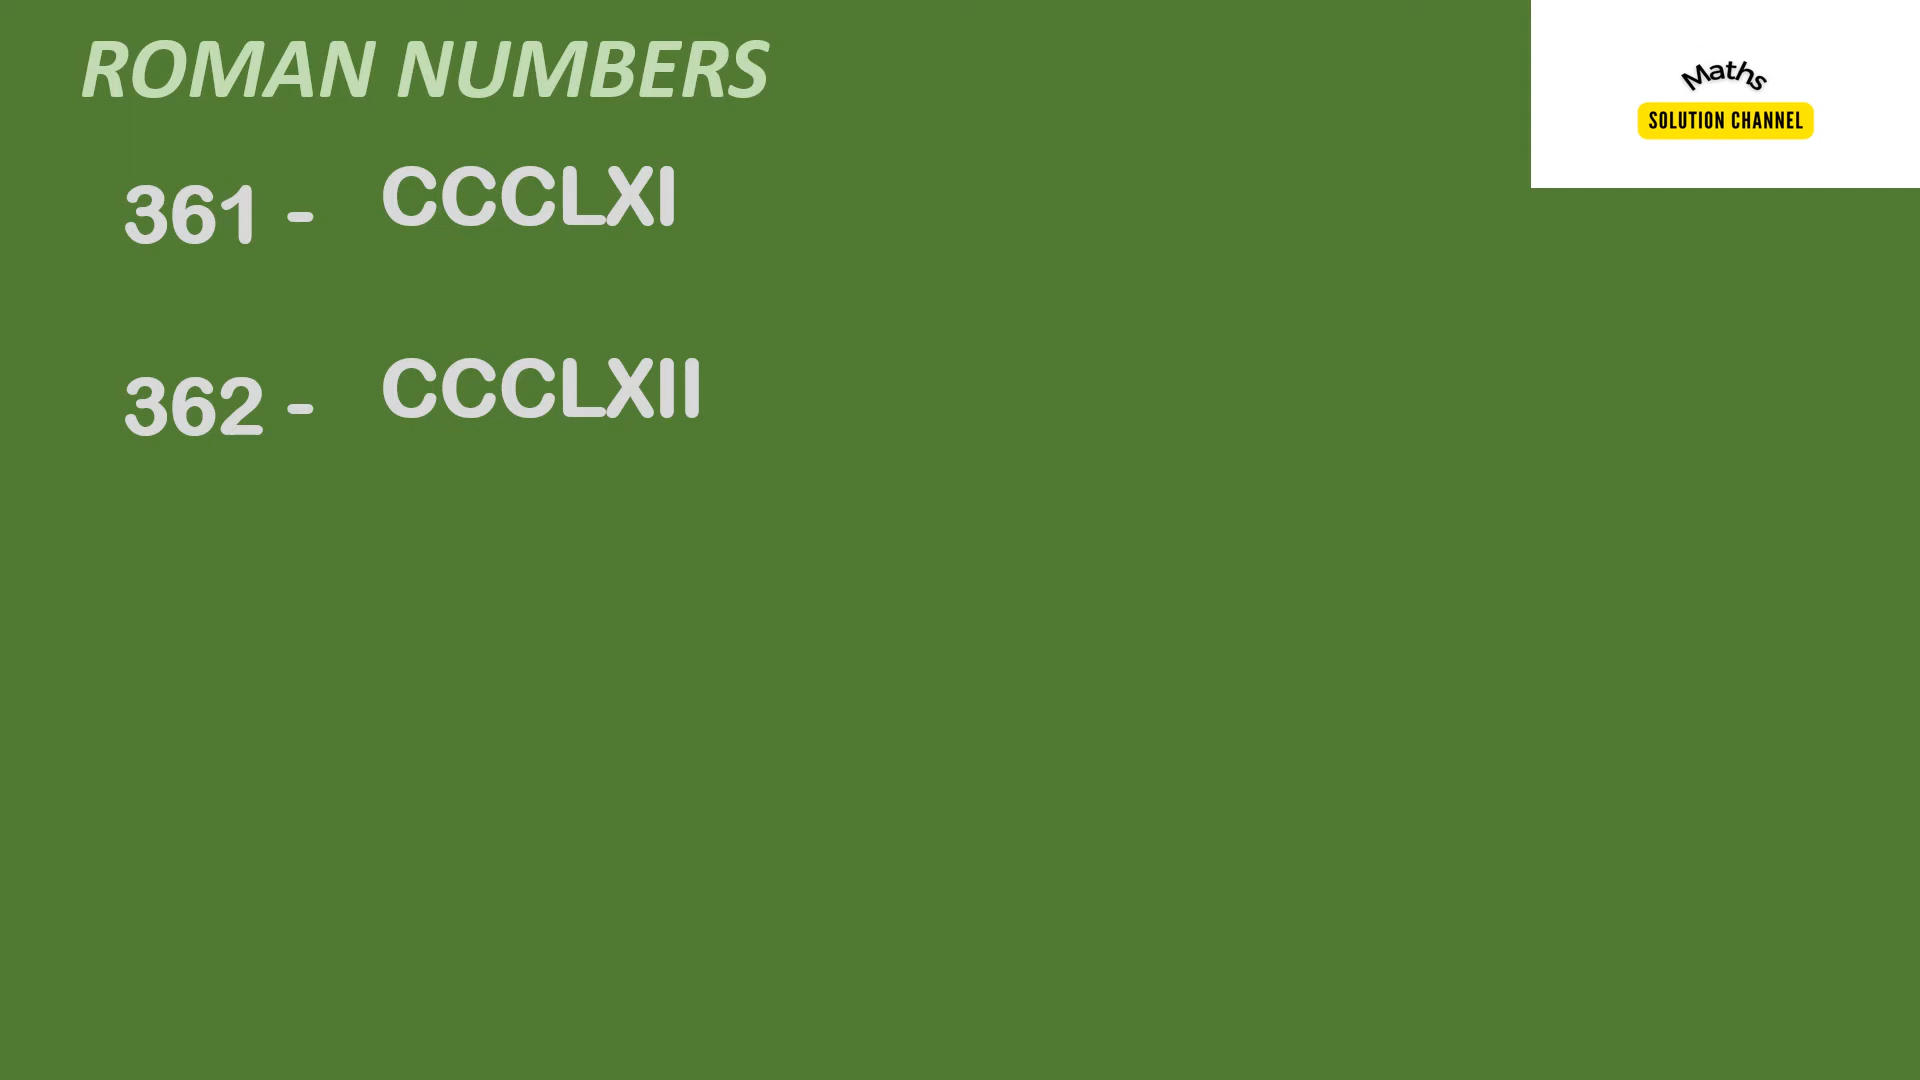 ROMAN NUMBERS
Maths
SOLUTION CHANNEL
361 - CCCLXI
362 - CCCLXII